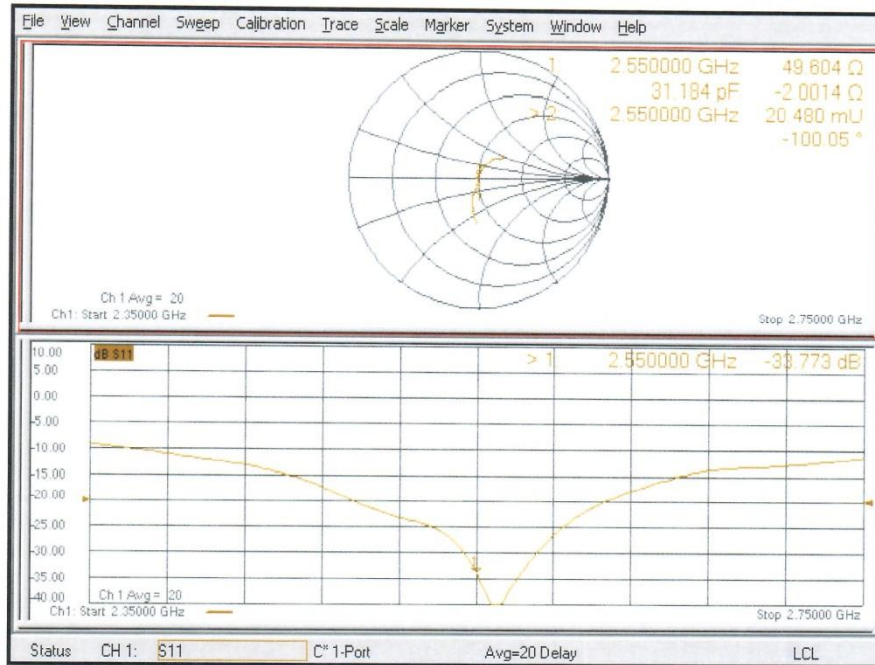 File View Channel Sweep Calibration Trace Scale Marker System Window Help
1 2.550000 GHz 49.604 Ω
31.184 pF -2.0014 Ω
> 2 2.550000 GHz 20.480 mU
-100.05 °
Ch 1 Avg = 20
Ch1: Start 2.35000 GHz Stop 2.75000 GHz
10.00 dB S11 > 1 2.550000 GHz -33.773 dB
5.00
0.00
-5.00
-10.00
-15.00
-20.00
-25.00
-30.00
1
-35.00
-40.00 Ch 1 Avg = 20
Ch1: Start 2.35000 GHz Stop 2.75000 GHz
Status CH 1: S11 C* 1-Port Avg=20 Delay LCL